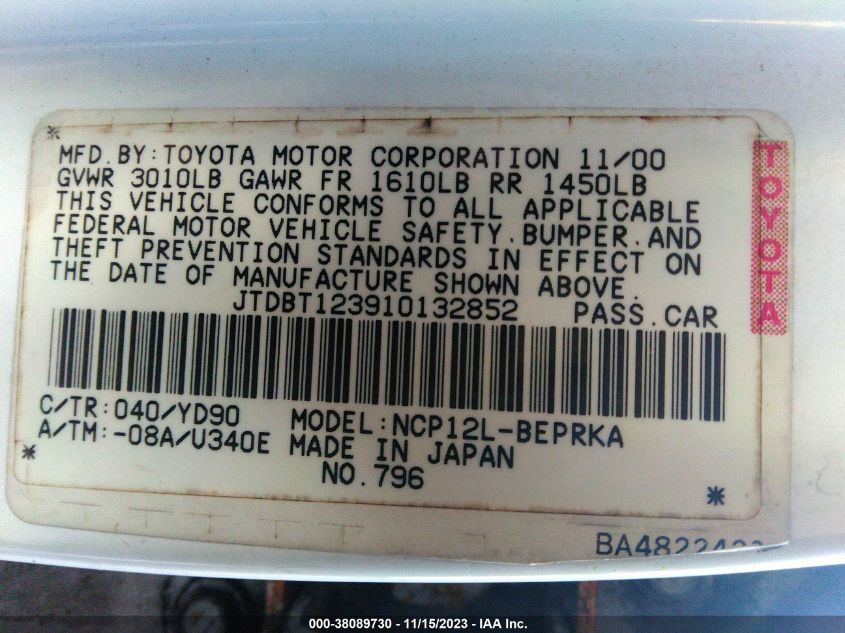 MFD.BY:TOYOTA MOTOR CORPORATION 11/00
GVWR 3010LB GAWR FR 1610LB RR 1450LB
THIS VEHICLE CONFORMS TO ALL APPLICABLE
FEDERAL MOTOR VEHICLE SAFETY.BUMPER.AND
THEFT PREVENTION STANDARDS IN EFFECT ON
THE DATE OF MANUFACTURE SHOWN ABOVE.
JTDBT123910132852 PASS.CAR
TOYOTA
C/TR:040/YD90 MODEL:NCP12L-BEPRKA
A/TM:-08A/U340E MADE IN JAPAN
NO.796
000-38089730 - 11/15/2023 - IAA Inc.